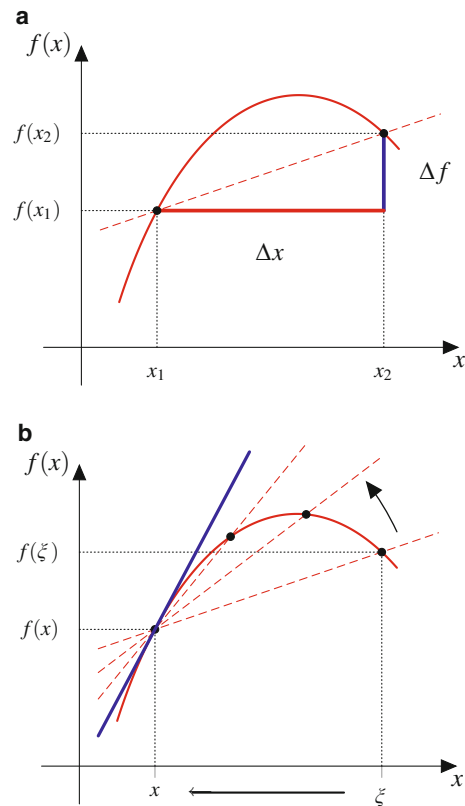 a
f(x)
f(x₂)
Δf
f(x₁)
Δx
x₁
x₂
x
b
f(x)
f(ξ)
f(x)
x
ξ
x